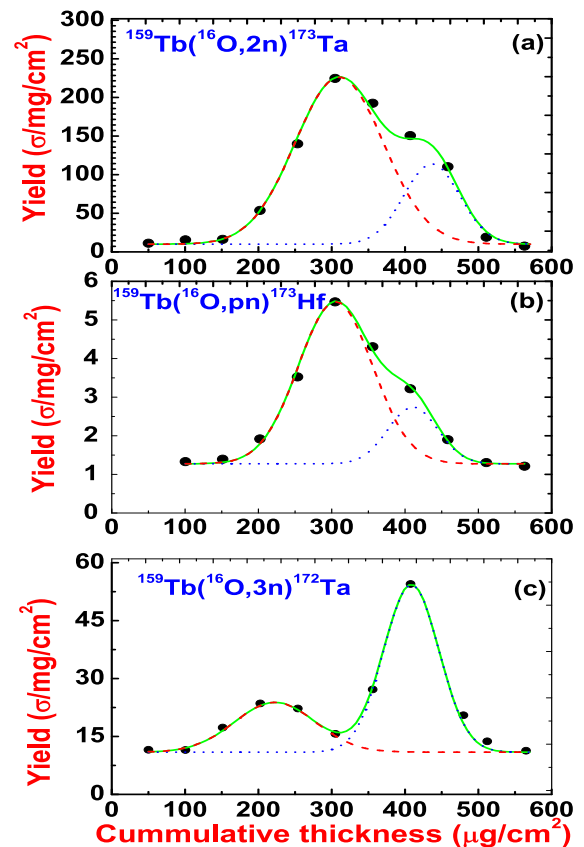 ¹⁵⁹Tb(¹⁶O,2n)¹⁷³Ta
(a)
Yield (σ/mg/cm²)
300
250
200
150
100
50
0
0 100 200 300 400 500 600
¹⁵⁹Tb(¹⁶O,pn)¹⁷³Hf
(b)
Yield (σ/mg/cm²)
6
5
4
3
2
1
0
0 100 200 300 400 500 600
¹⁵⁹Tb(¹⁶O,3n)¹⁷²Ta
(c)
Yield (σ/mg/cm²)
60
45
30
15
0
0 100 200 300 400 500 600
Cummulative thickness (μg/cm²)